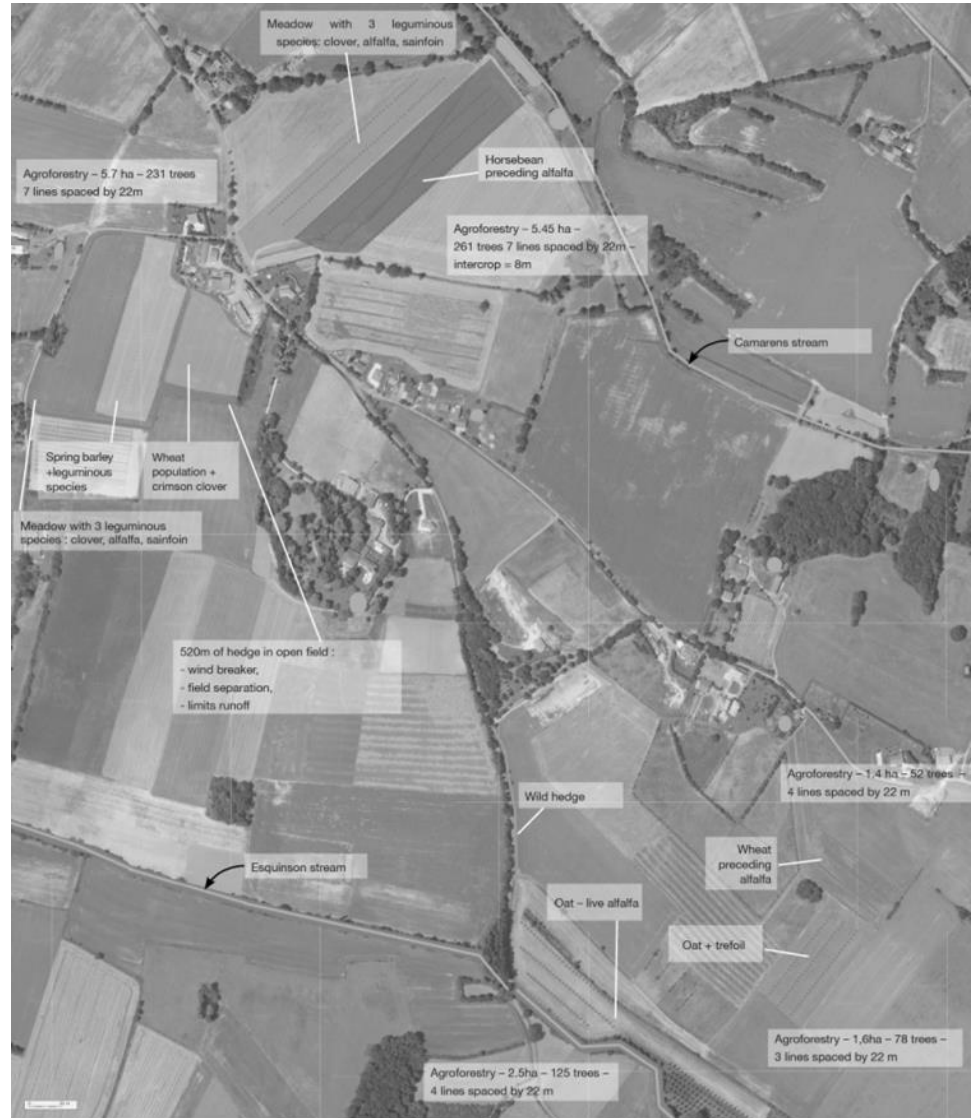 Meadow with 3 leguminous
species: clover, alfalfa, sainfoin
Agroforestry – 5.7 ha – 231 trees
7 lines spaced by 22m
Horsebean
preceding alfalfa
Agroforestry – 5.45 ha –
261 trees 7 lines spaced by 22m –
intercrop = 8m
Camarens stream
Spring barley
+leguminous
species
Wheat
population +
crimson clover
Meadow with 3 leguminous
species : clover, alfalfa, sainfoin
520m of hedge in open field :
- wind breaker,
- field separation,
- limits runoff
Agroforestry – 1.4 ha – 52 trees –
4 lines spaced by 22 m
Wild hedge
Wheat
preceding
alfalfa
Esquinson stream
Oat – live alfalfa
Oat + trefoil
Agroforestry – 1,6ha – 78 trees –
3 lines spaced by 22 m
Agroforestry – 2.5ha – 125 trees –
4 lines spaced by 22 m